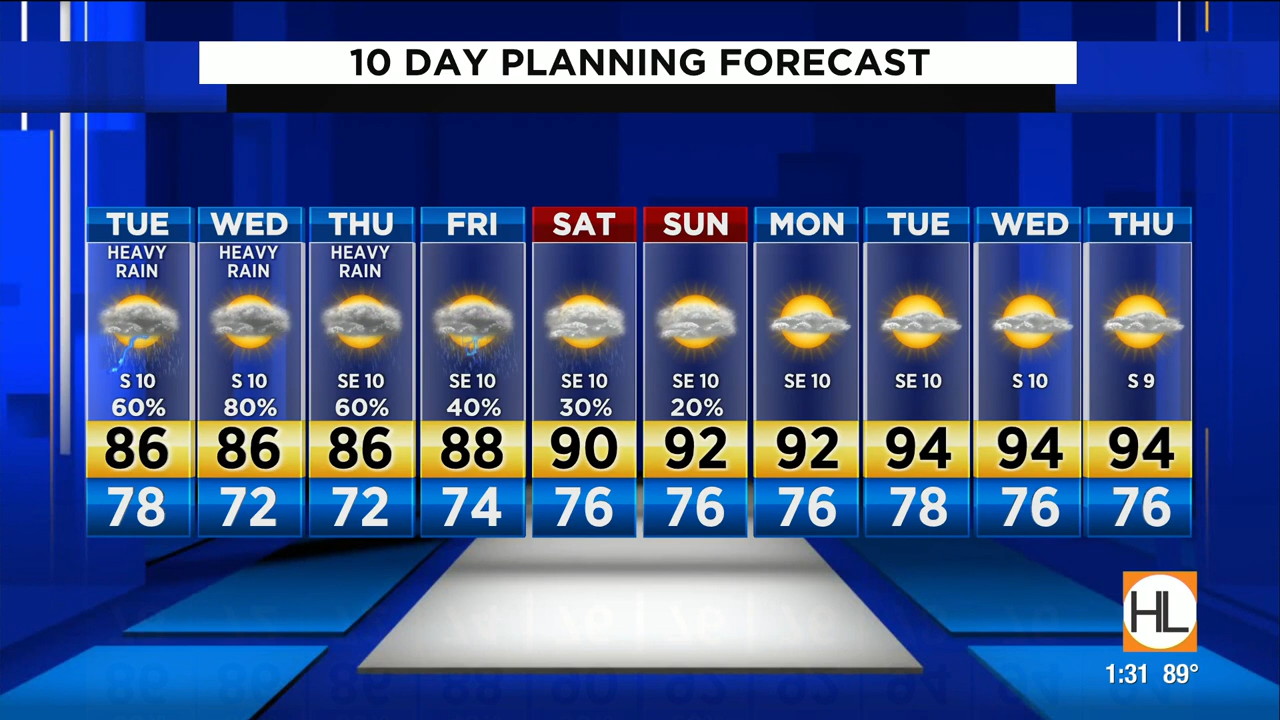 10 DAY PLANNING FORECAST
TUE WED THU FRI SAT SUN MON TUE WED THU
HEAVY HEAVY HEAVY
RAIN RAIN RAIN
S 10 S 10 SE 10 SE 10 SE 10 SE 10 SE 10 SE 10 S 10 S 9
60% 80% 60% 40% 30% 20%
86 86 86 88 90 92 92 94 94 94
78 72 72 74 76 76 76 78 76 76
HL
1:31 89°